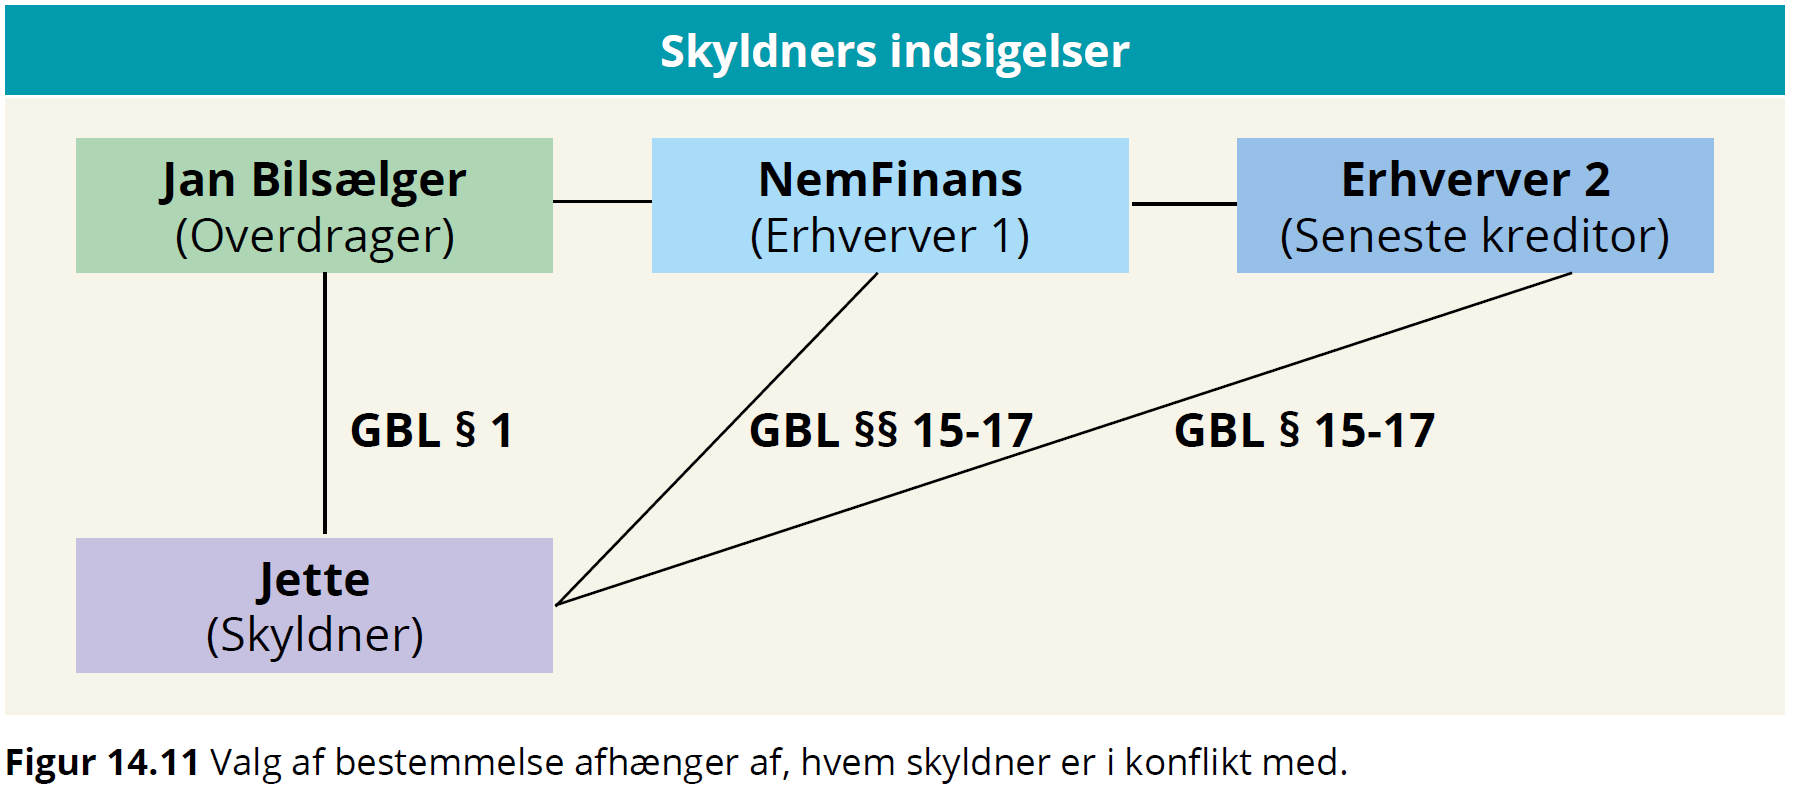 Skyldners indsigelser
Jan Bilsælger
(Overdrager)
NemFinans
(Erhverver 1)
Erhverver 2
(Seneste kreditor)
GBL § 1
GBL §§ 15-17
GBL § 15-17
Jette
(Skyldner)
Figur 14.11 Valg af bestemmelse afhænger af, hvem skyldner er i konflikt med.